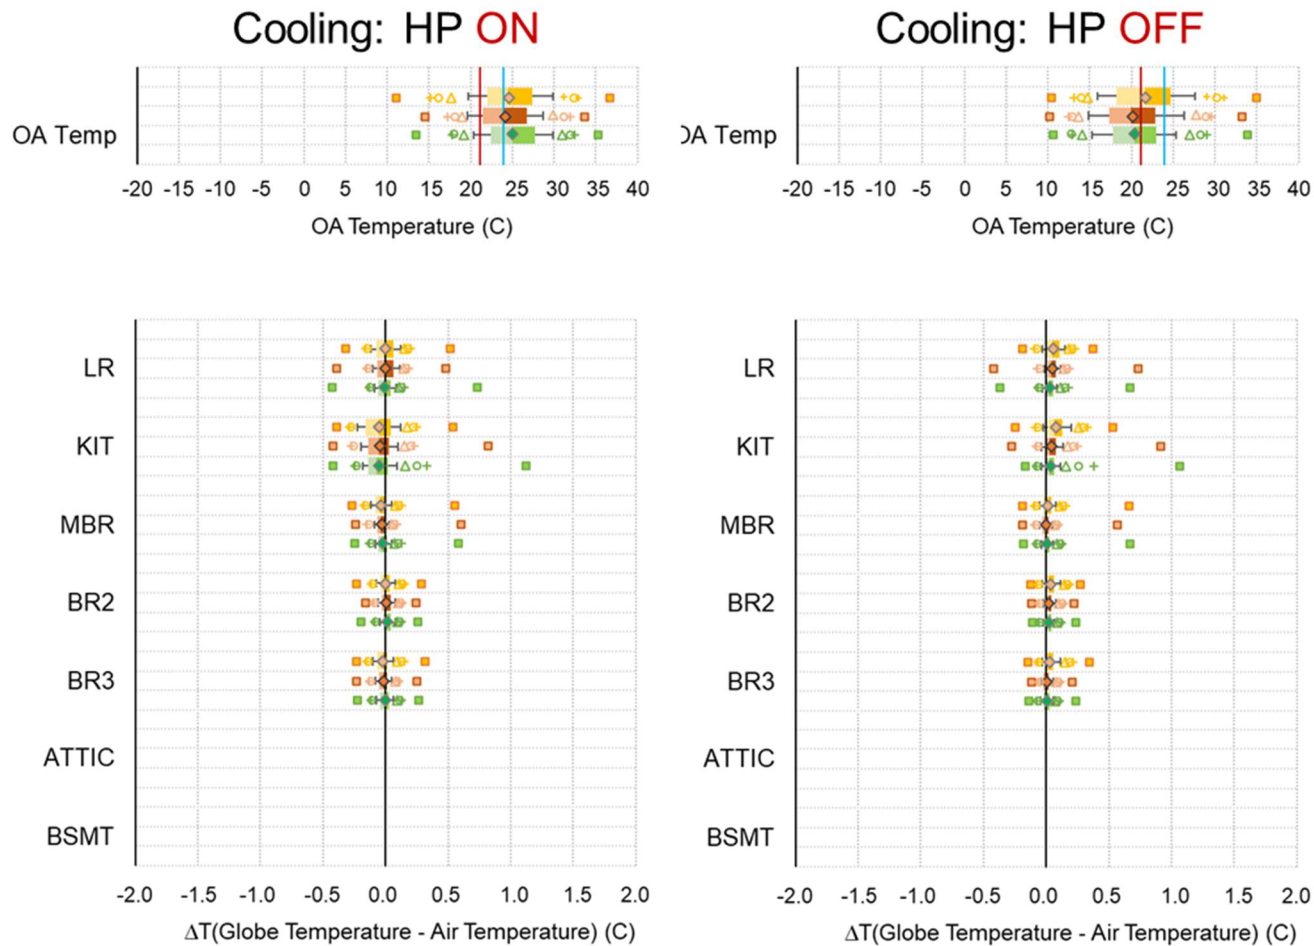 Cooling: HP ON
Cooling: HP OFF
OA Temp
-20 -15 -10 -5 0 5 10 15 20 25 30 35 40
OA Temperature (C)
OA Temp
-20 -15 -10 -5 0 5 10 15 20 25 30 35 40
OA Temperature (C)
LR
KIT
MBR
BR2
BR3
ATTIC
BSMT
-2.0 -1.5 -1.0 -0.5 0.0 0.5 1.0 1.5 2.0
ΔT(Globe Temperature - Air Temperature) (C)
LR
KIT
MBR
BR2
BR3
ATTIC
BSMT
-2.0 -1.5 -1.0 -0.5 0.0 0.5 1.0 1.5 2.0
ΔT(Globe Temperature - Air Temperature) (C)